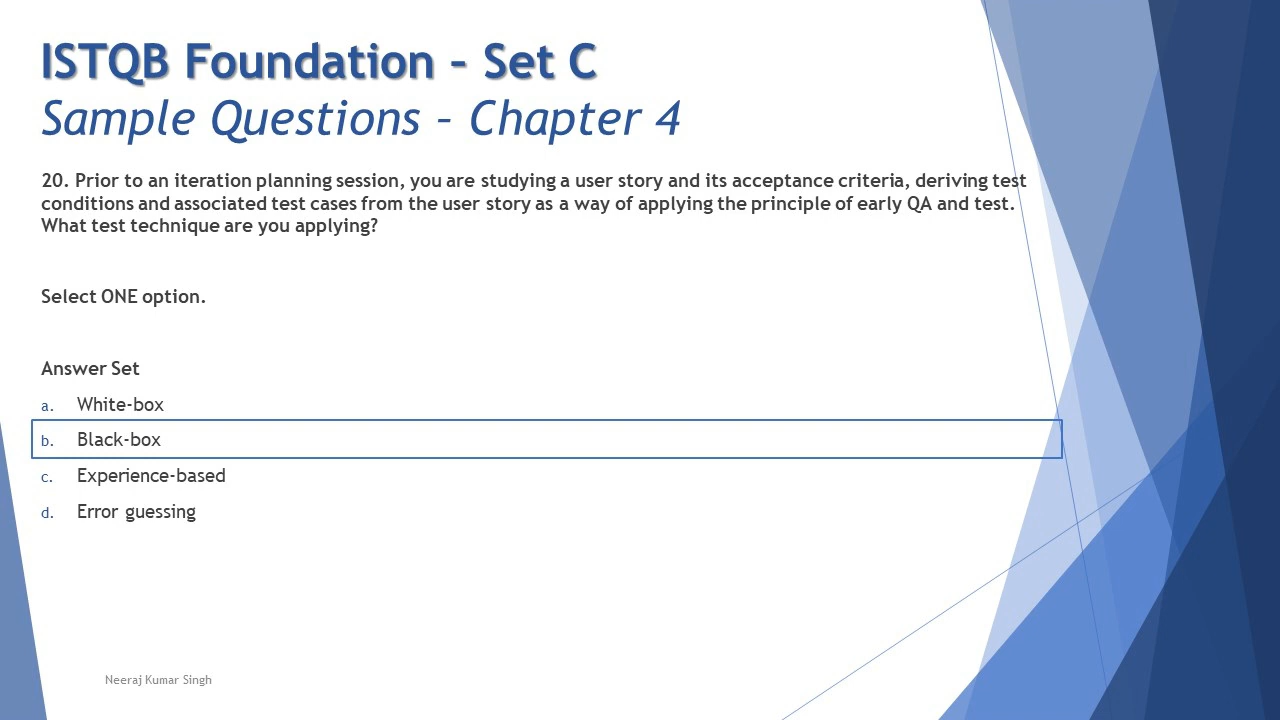 ISTQB Foundation – Set C
Sample Questions – Chapter 4
20. Prior to an iteration planning session, you are studying a user story and its acceptance criteria, deriving test
conditions and associated test cases from the user story as a way of applying the principle of early QA and test.
What test technique are you applying?
Select ONE option.
Answer Set
a. White-box
b. Black-box
c. Experience-based
d. Error guessing
Neeraj Kumar Singh